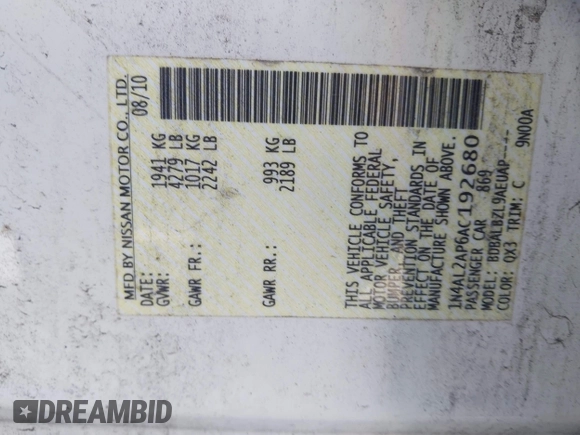 MFD BY NISSAN MOTOR CO., LTD.
DATE: 08/10
GVWR: 1941 KG
4279 LB
GAWR FR: 1017 KG
2242 LB
GAWR RR: 993 KG
2189 LB
THIS VEHICLE CONFORMS TO
ALL APPLICABLE FEDERAL
MOTOR VEHICLE SAFETY,
BUMPER, AND THEFT
PREVENTION STANDARDS IN
EFFECT ON THE DATE OF
MANUFACTURE SHOWN ABOVE.
1N4AL2AP6AC192680
PASSENGER CAR 869
MODEL: BDBALBZL9AEUAP----
COLOR: QX3 TRIM: C 9N00A
DREAMBID